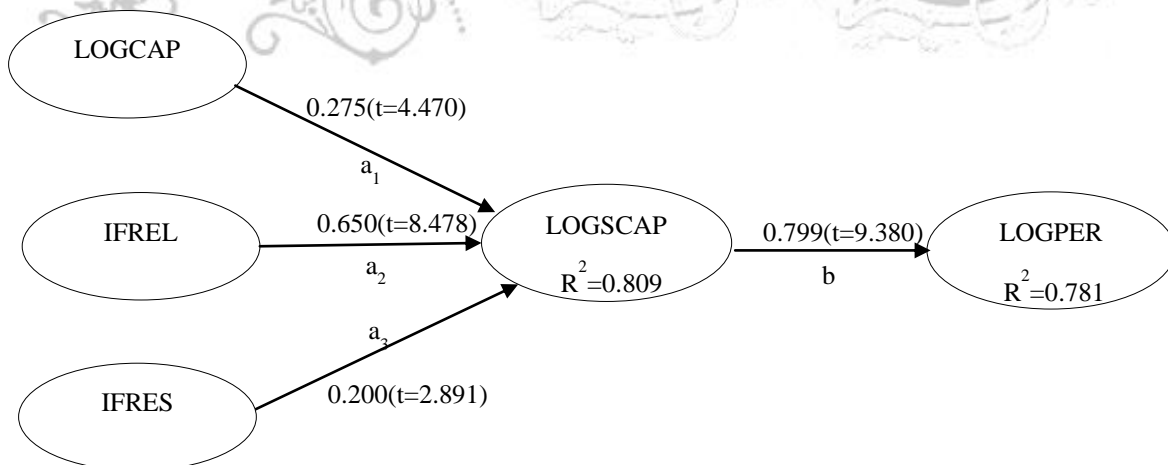 LOGCAP
0.275(t=4.470)
a₁
IFREL
0.650(t=8.478)
a₂
LOGSCAP
R²=0.809
0.799(t=9.380)
b
LOGPER
R²=0.781
a₃
0.200(t=2.891)
IFRES